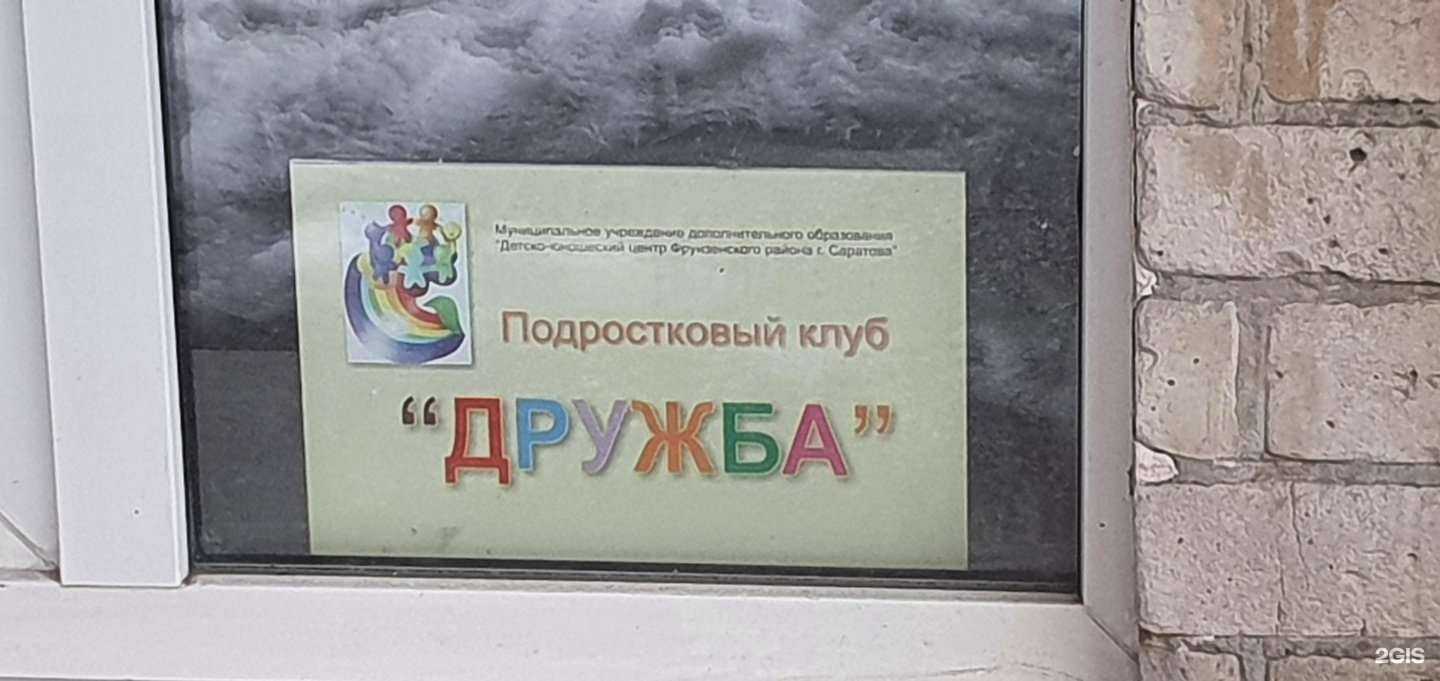 Муниципальное учреждение дополнительного образования
"Детско-юношеский центр Фрунзенского района г. Саратова"
Подростковый клуб
“ДРУЖБА”
2GIS